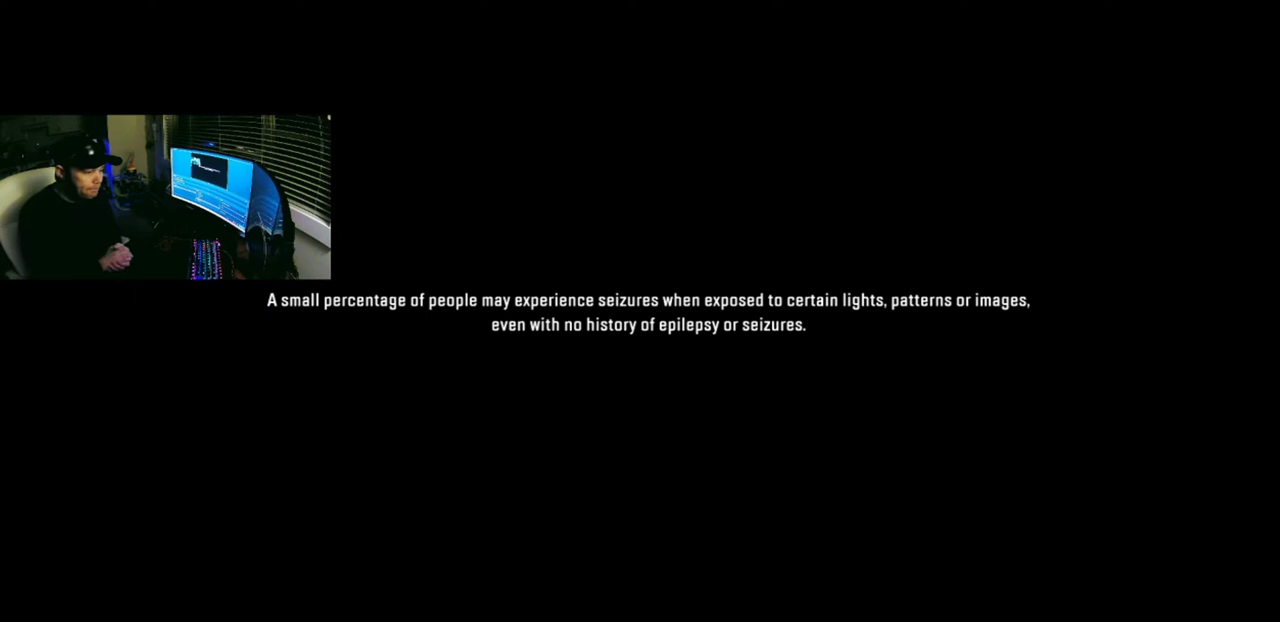 A small percentage of people may experience seizures when exposed to certain lights, patterns or images,
even with no history of epilepsy or seizures.